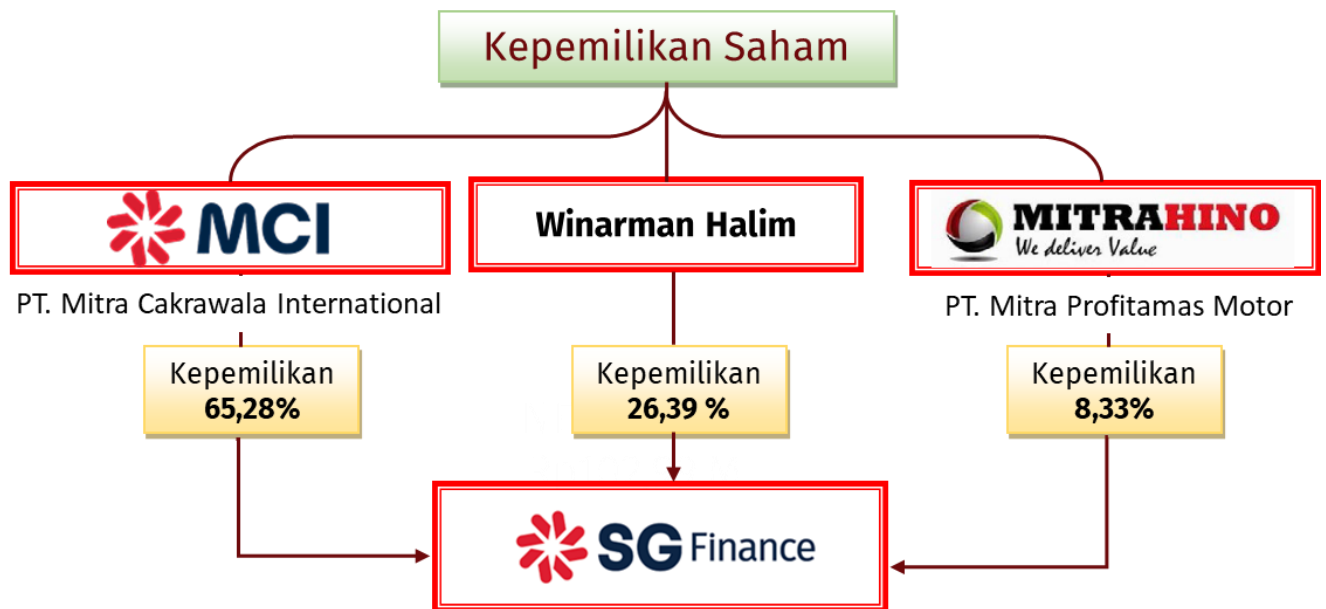 Kepemilikan Saham
MCI
Winarman Halim
MITRAHINO
We deliver Value
PT. Mitra Cakrawala International
PT. Mitra Profitamas Motor
Kepemilikan
65,28%
Kepemilikan
26,39 %
Kepemilikan
8,33%
SG Finance